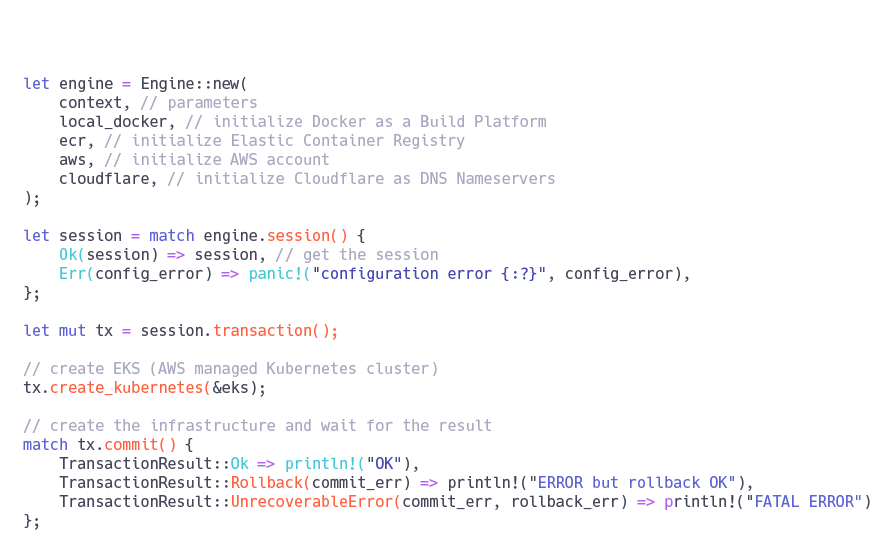 let engine = Engine::new(
    context, // parameters
    local_docker, // initialize Docker as a Build Platform
    ecr, // initialize Elastic Container Registry
    aws, // initialize AWS account
    cloudflare, // initialize Cloudflare as DNS Nameservers
);

let session = match engine.session() {
    Ok(session) => session, // get the session
    Err(config_error) => panic!("configuration error {:?}", config_error),
};

let mut tx = session.transaction();

// create EKS (AWS managed Kubernetes cluster)
tx.create_kubernetes(&eks);

// create the infrastructure and wait for the result
match tx.commit() {
    TransactionResult::Ok => println!("OK"),
    TransactionResult::Rollback(commit_err) => println!("ERROR but rollback OK"),
    TransactionResult::UnrecoverableError(commit_err, rollback_err) => println!("FATAL ERROR")
};